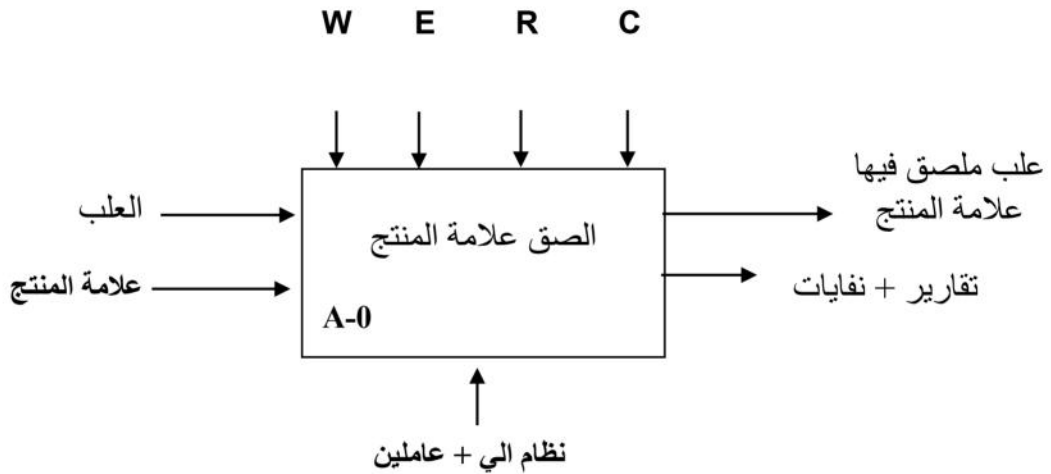 W E R C
علب ملصق فيها
علامة المنتج
العلب
الصق علامة المنتج
علامة المنتج
تقارير + نفايات
A-0
نظام الي + عاملين